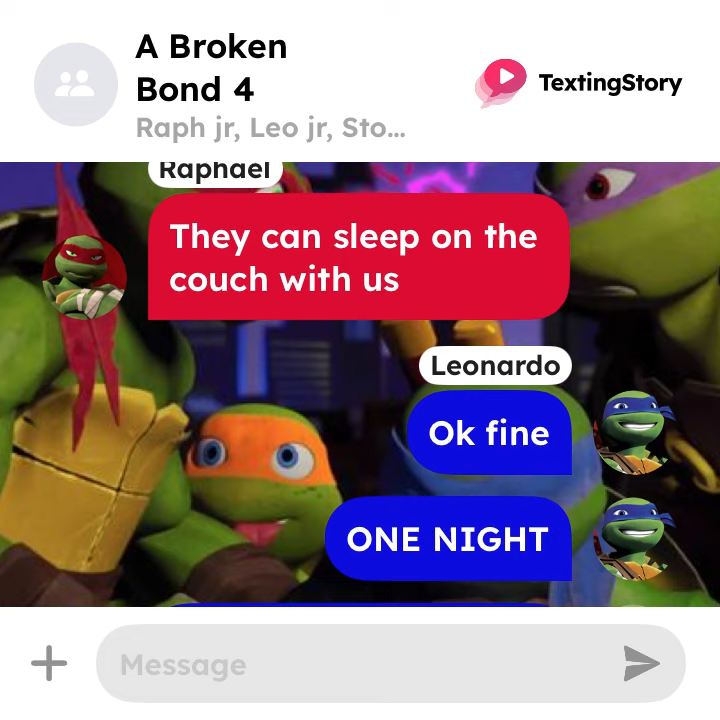 A Broken
Bond 4
Raph jr, Leo jr, Sto...
TextingStory
Raphael
They can sleep on the
couch with us
Leonardo
Ok fine
ONE NIGHT
Message